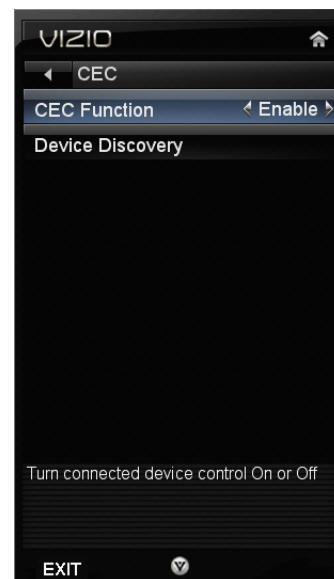 VIZIO
CEC
CEC Function Enable
Device Discovery
Turn connected device control On or Off
EXIT